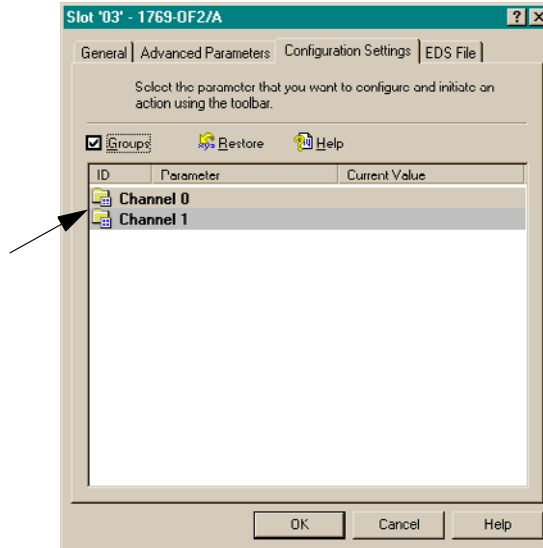 Slot '03' - 1769-OF2/A
General Advanced Parameters Configuration Settings EDS File
Select the parameter that you want to configure and initiate an
action using the toolbar.
Groups Restore Help
ID Parameter Current Value
Channel 0
Channel 1
OK Cancel Help